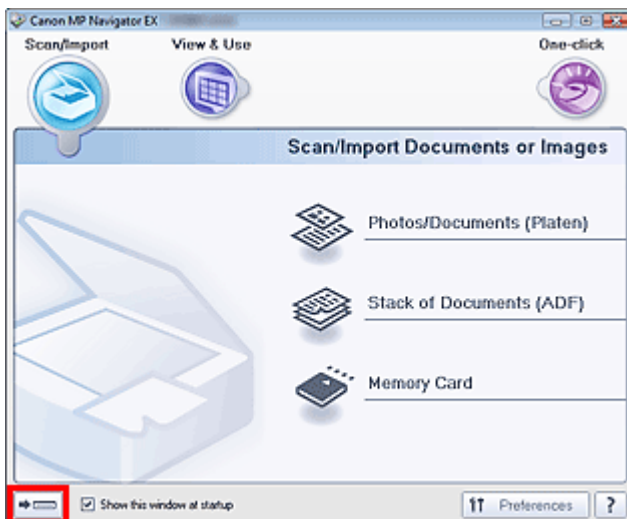 Canon MP Navigator EX
Scan/Import View & Use One-click
Scan/Import Documents or Images
Photos/Documents (Platen)
Stack of Documents (ADF)
Memory Card
Show this window at startup Preferences ?